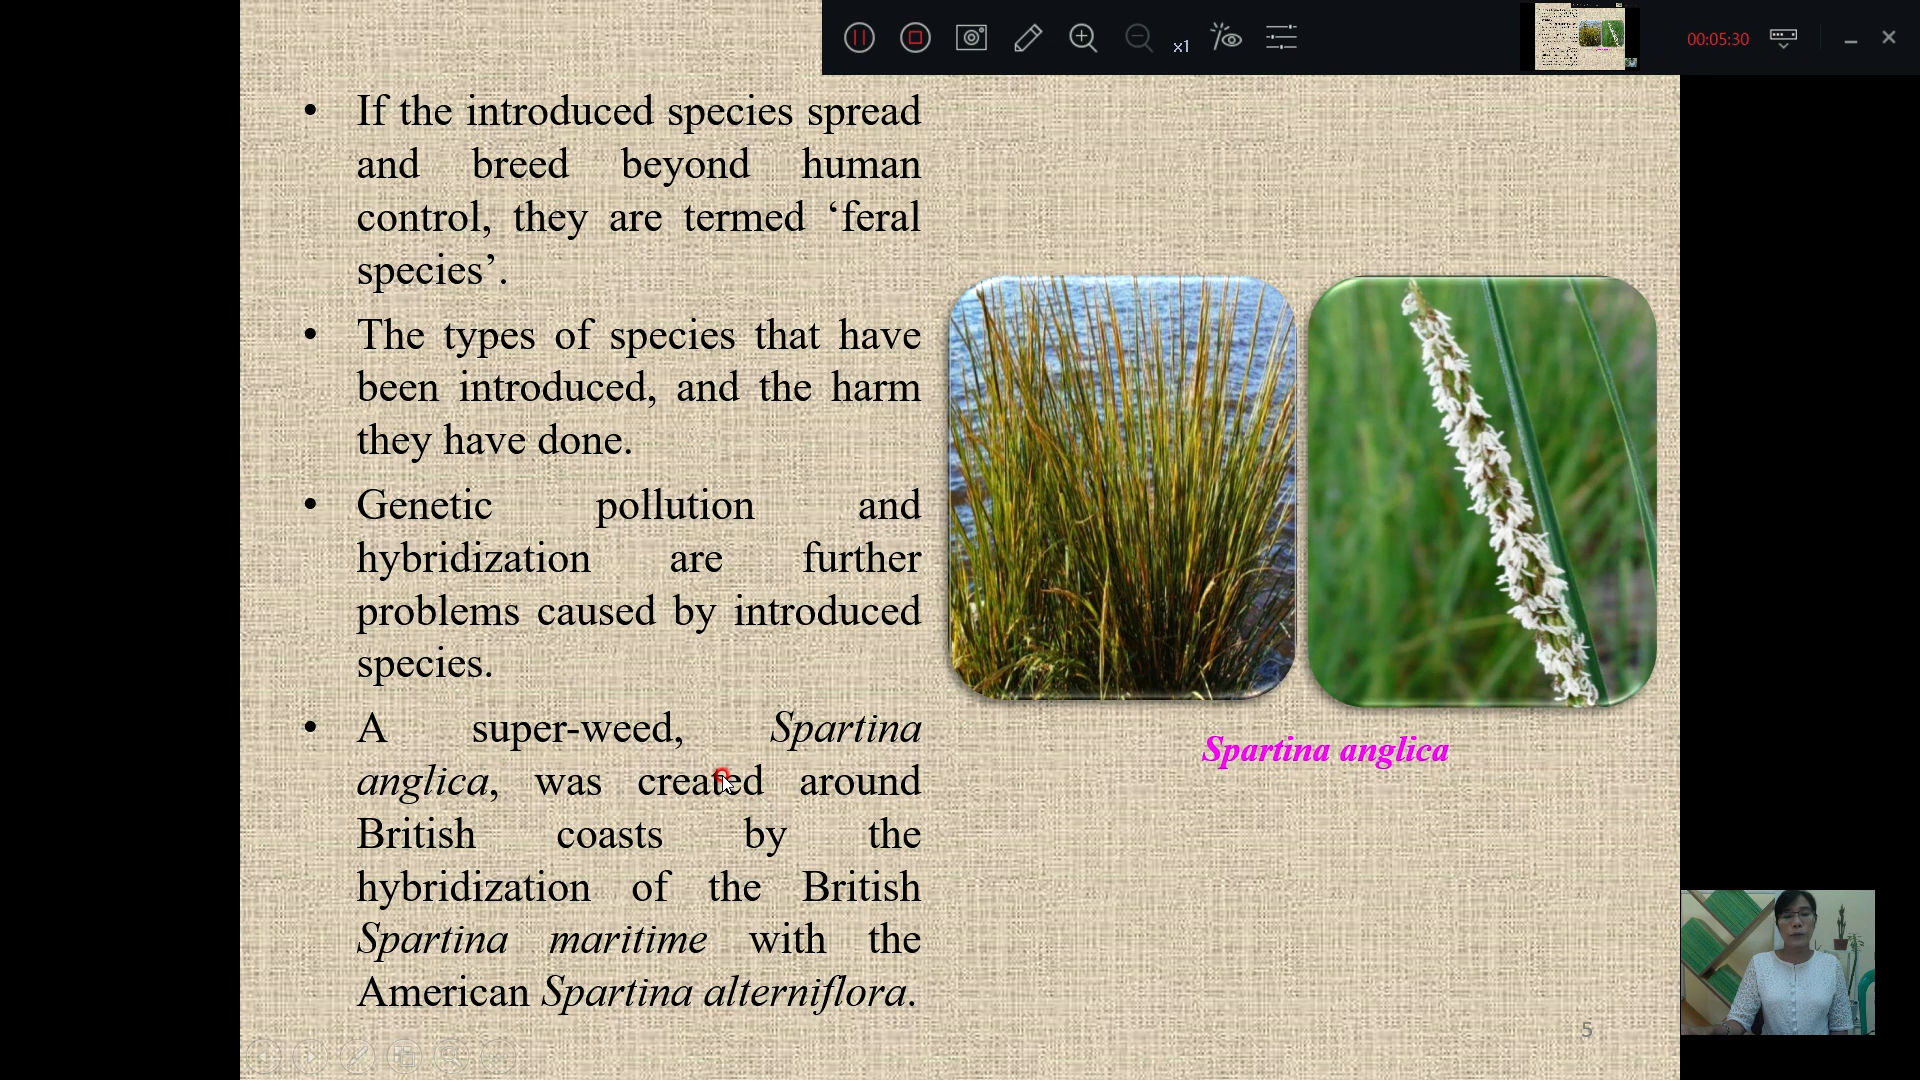 x1
00:05:30
• If the introduced species spread
and breed beyond human
control, they are termed ‘feral
species’.
• The types of species that have
been introduced, and the harm
they have done.
• Genetic pollution and
hybridization are further
problems caused by introduced
species.
• A super-weed, Spartina
anglica, was created around
British coasts by the
hybridization of the British
Spartina maritime with the
American Spartina alterniflora.
Spartina anglica
5